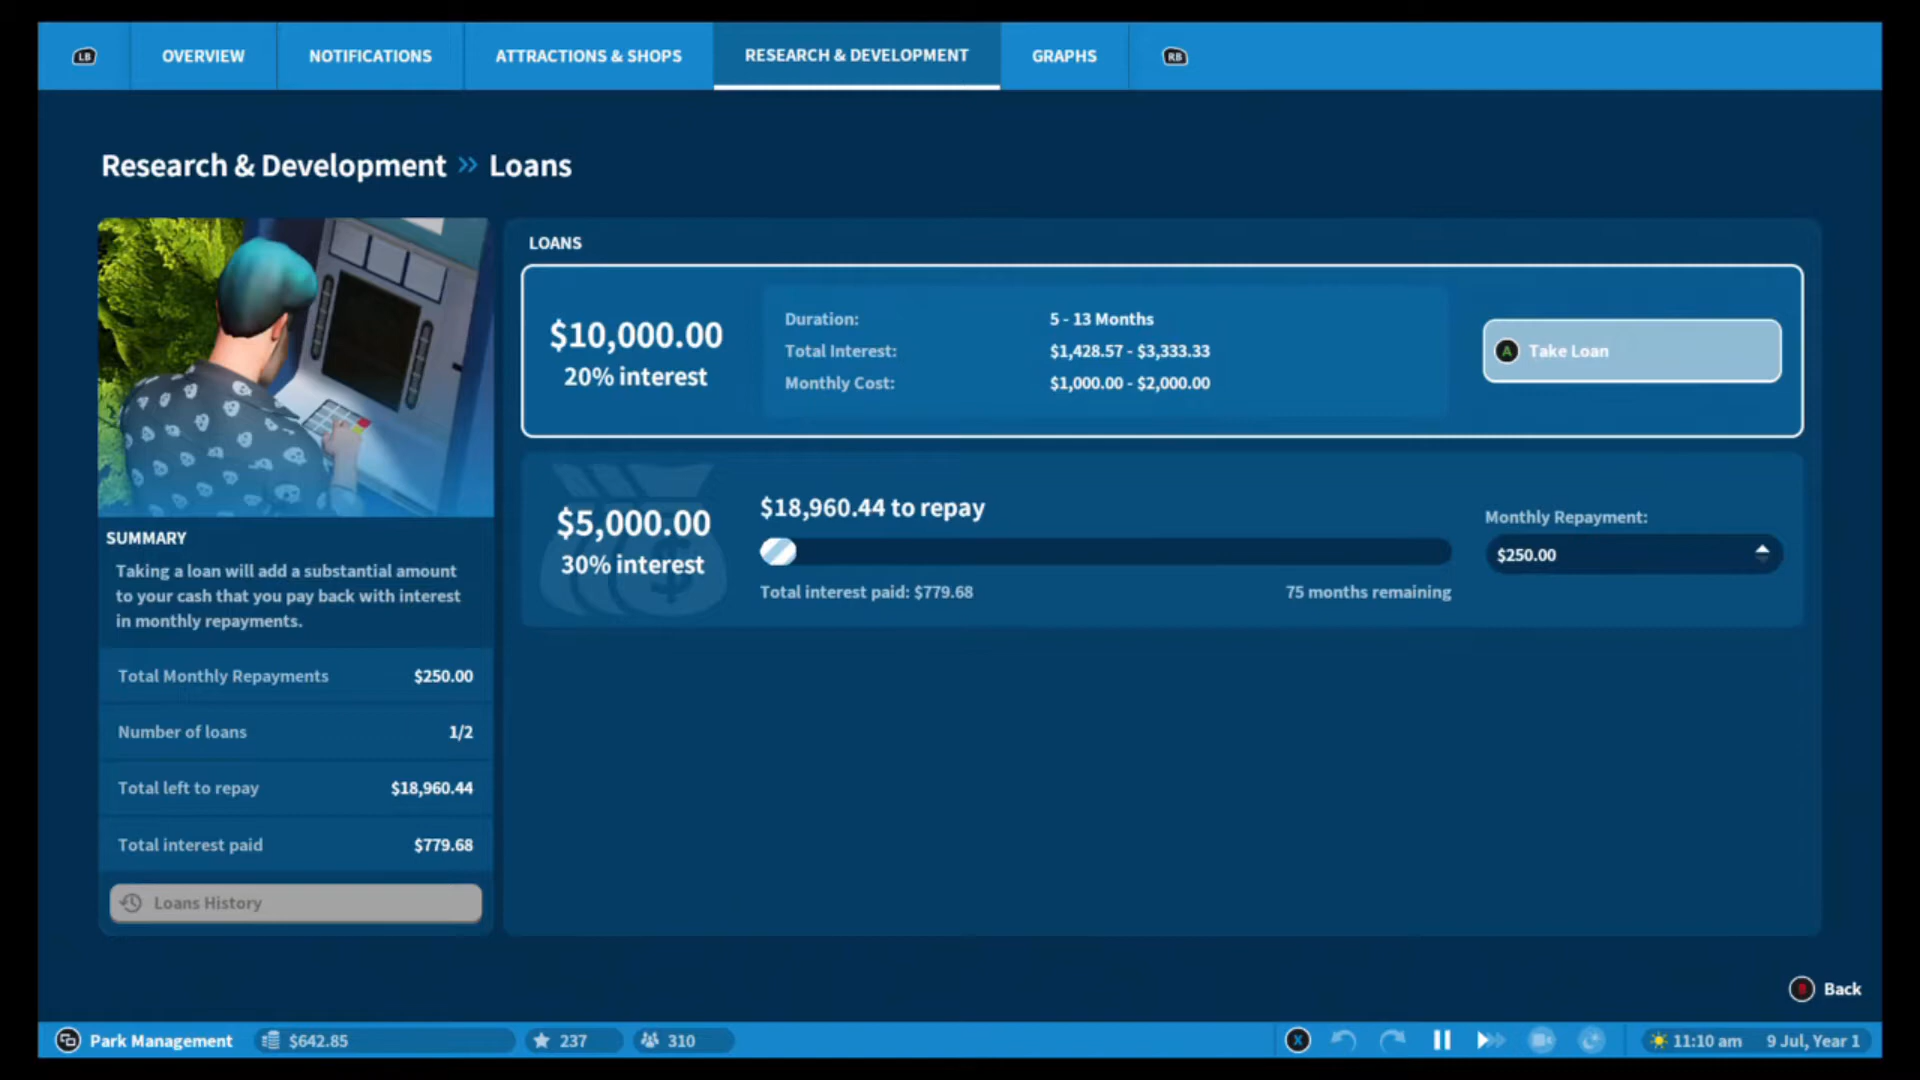 LB
OVERVIEW
NOTIFICATIONS
ATTRACTIONS & SHOPS
RESEARCH & DEVELOPMENT
GRAPHS
RB
Research & Development » Loans
SUMMARY
Taking a loan will add a substantial amount
to your cash that you pay back with interest
in monthly repayments.
Total Monthly Repayments $250.00
Number of loans 1/2
Total left to repay $18,960.44
Total interest paid $779.68
Loans History
LOANS
$10,000.00
20% interest
Duration: 5 - 13 Months
Total Interest: $1,428.57 - $3,333.33
Monthly Cost: $1,000.00 - $2,000.00
A Take Loan
$5,000.00
30% interest
$18,960.44 to repay
Total interest paid: $779.68
75 months remaining
Monthly Repayment:
$250.00
B Back
Park Management
$642.85
237
310
X
11:10 am
9 Jul, Year 1